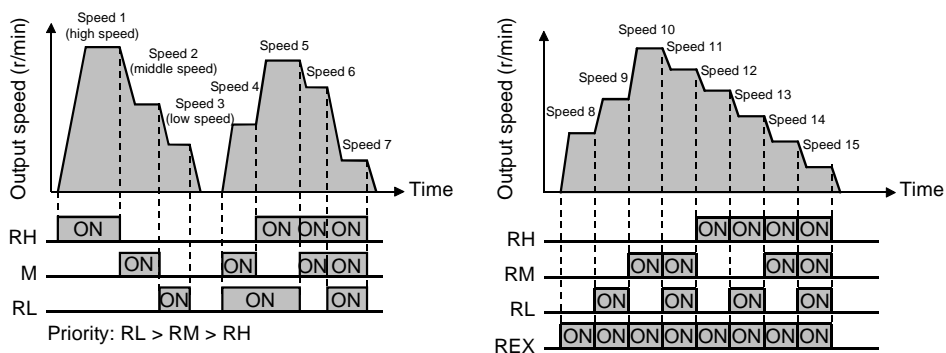 Output speed (r/min)
Speed 1
(high speed)
Speed 2
(middle speed)
Speed 3
(low speed)
Speed 4
Speed 5
Speed 6
Speed 7
Time
RH
ON
ON
ON
ON
M
ON
ON
ON
ON
RL
ON
ON
ON
Priority: RL > RM > RH
Output speed (r/min)
Speed 8
Speed 9
Speed 10
Speed 11
Speed 12
Speed 13
Speed 14
Speed 15
Time
RH
ON
ON
ON
ON
RM
ON
ON
ON
ON
RL
ON
ON
ON
ON
REX
ON
ON
ON
ON
ON
ON
ON
ON